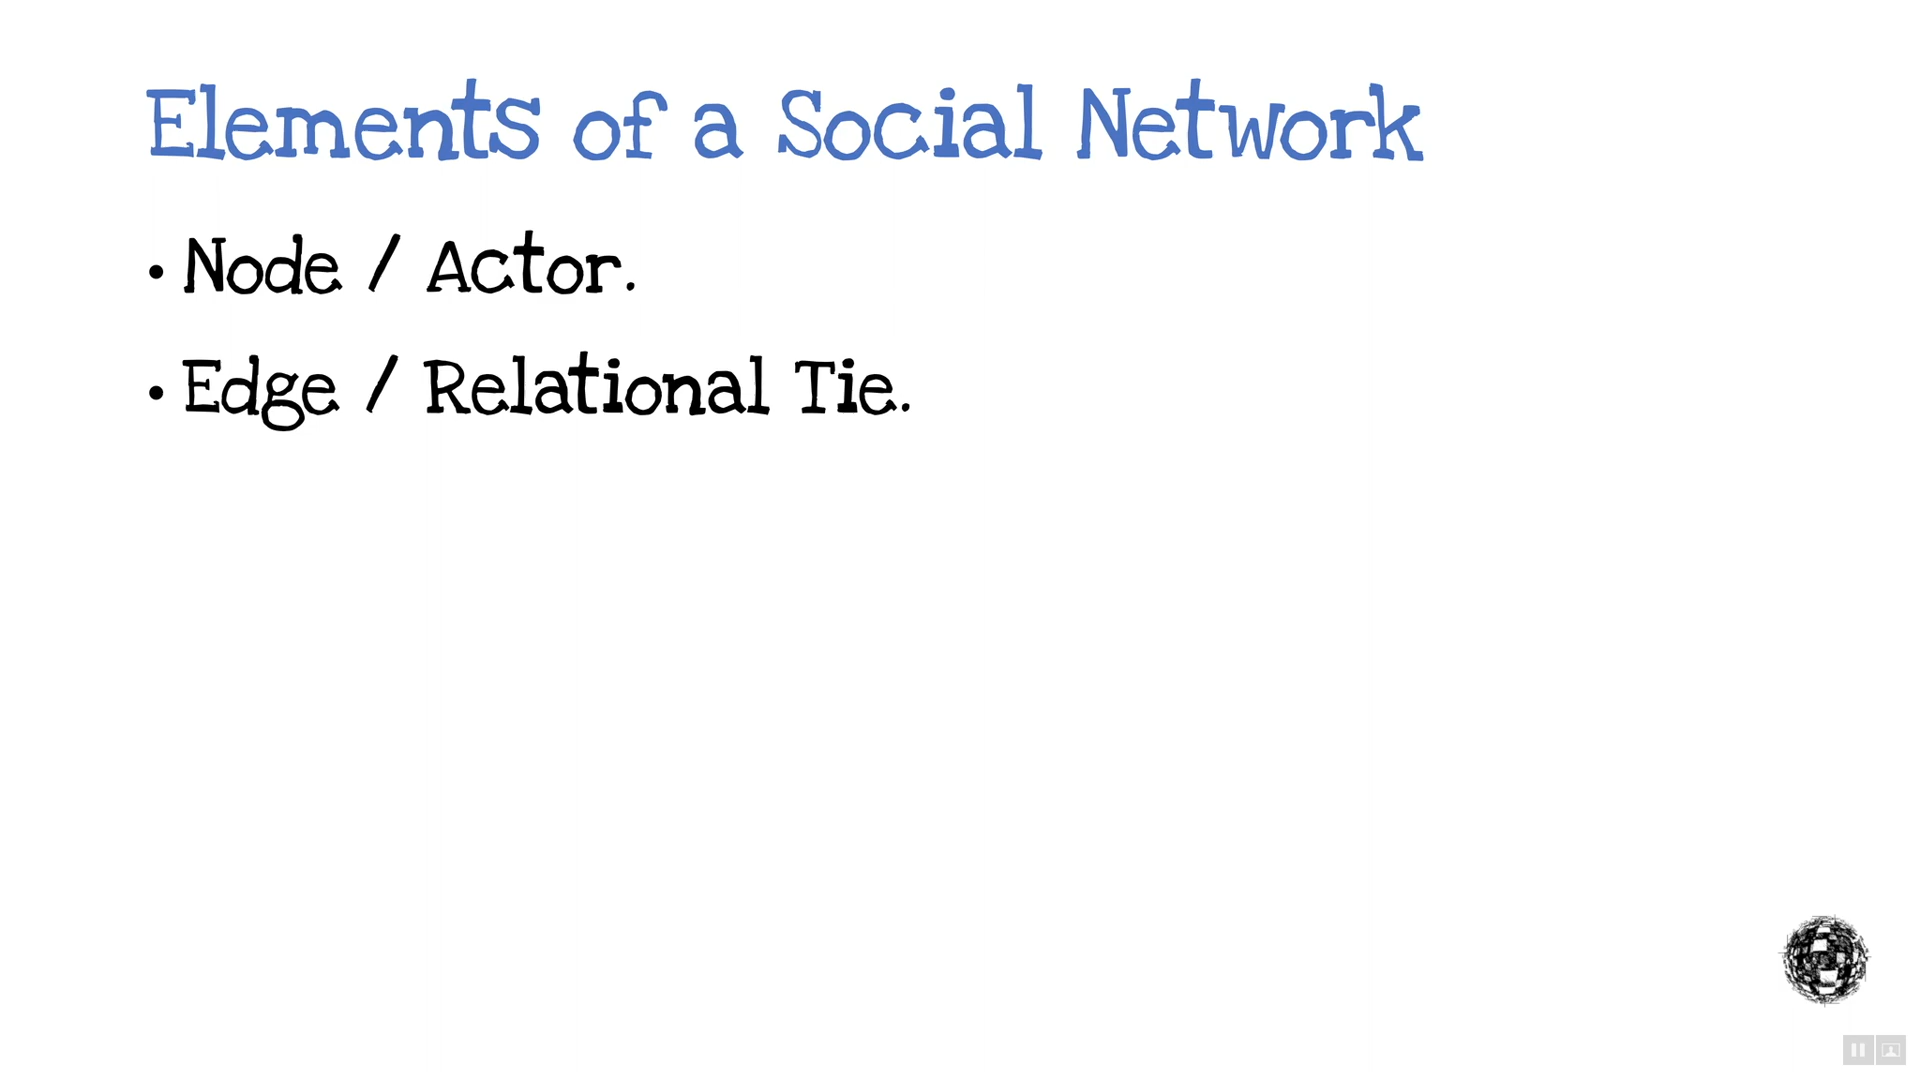 Elements of a Social Network
• Node / Actor.
• Edge / Relational Tie.